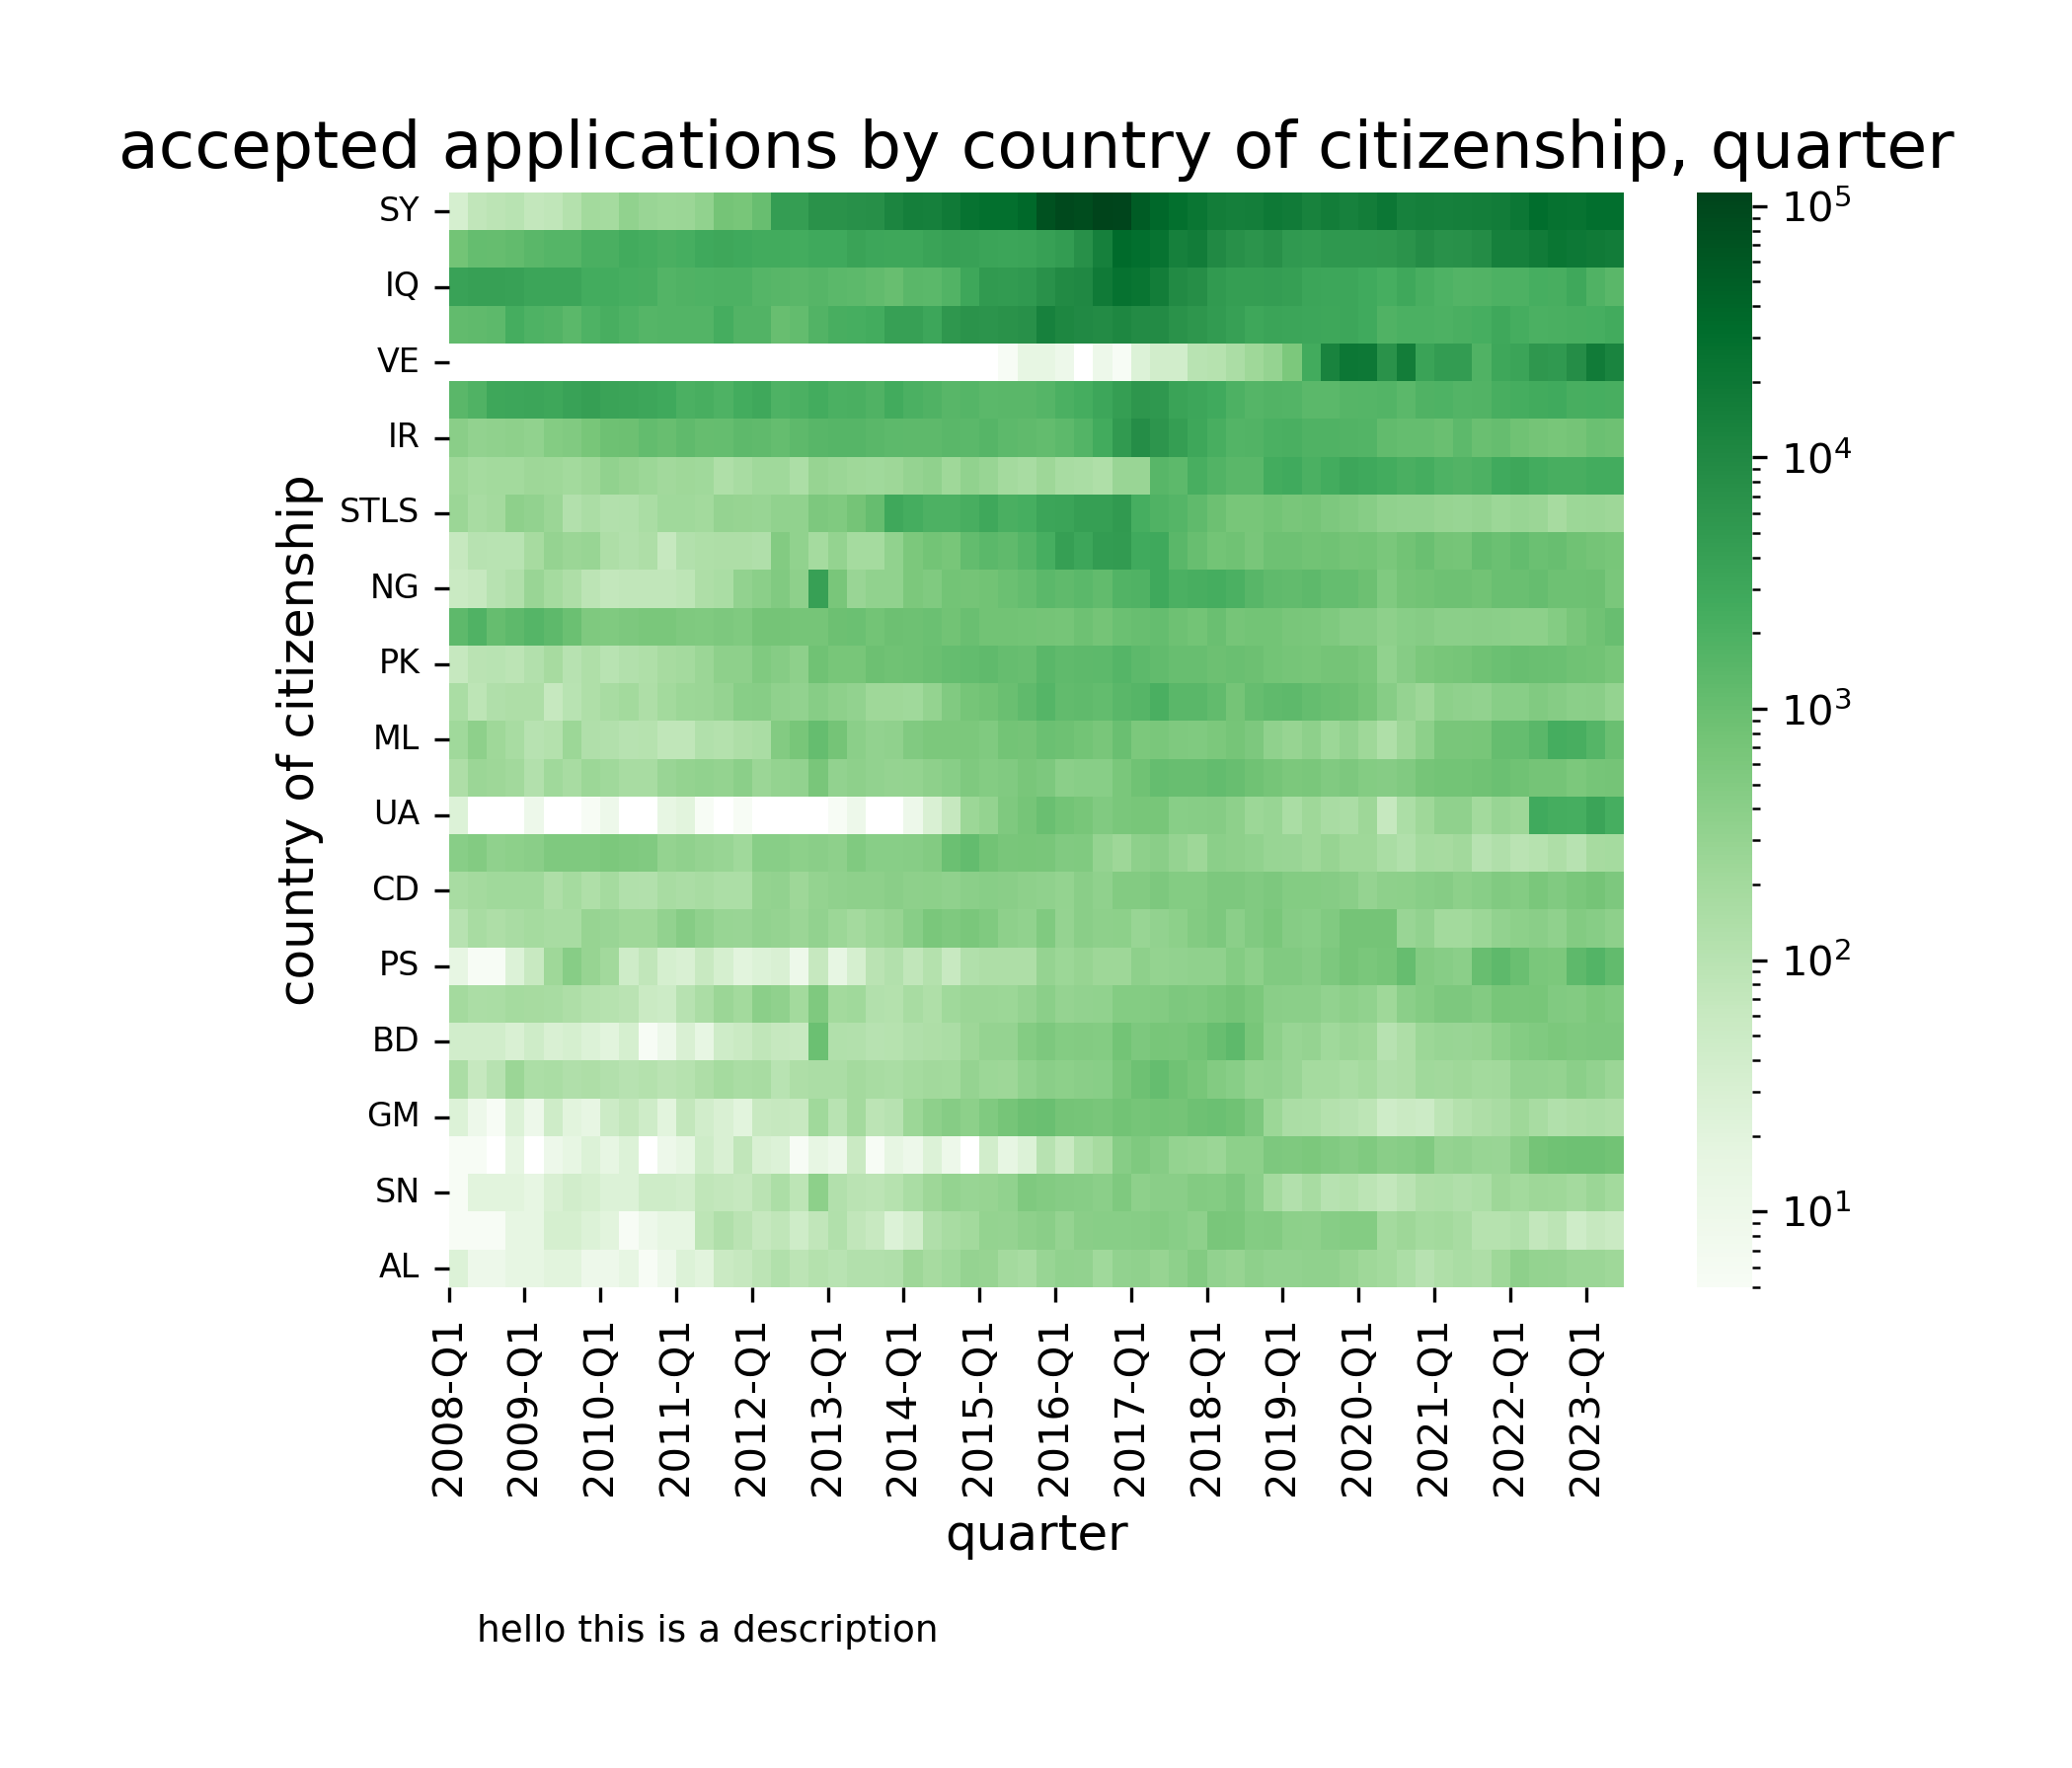 accepted applications by country of citizenship, quarter
country of citizenship
SY
IQ
VE
IR
STLS
NG
PK
ML
UA
CD
PS
BD
GM
SN
AL
10⁵
10⁴
10³
10²
10¹
2008-Q1
2009-Q1
2010-Q1
2011-Q1
2012-Q1
2013-Q1
2014-Q1
2015-Q1
2016-Q1
2017-Q1
2018-Q1
2019-Q1
2020-Q1
2021-Q1
2022-Q1
2023-Q1
quarter
hello this is a description